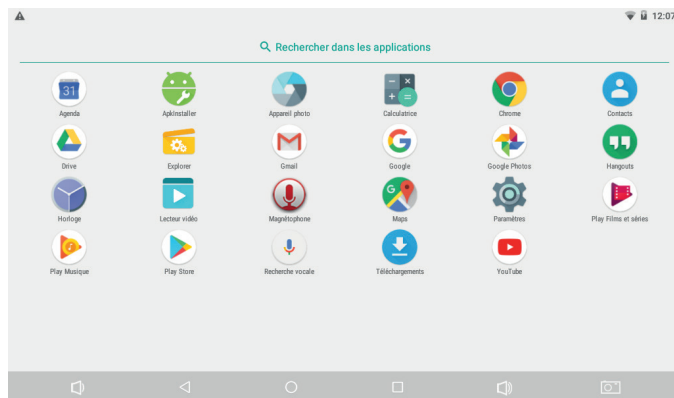 12:07
Rechercher dans les applications
31
Agenda
ApkInstaller
Appareil photo
Calculatrice
Chrome
Contacts
Drive
Explorer
Gmail
Google
Google Photos
Hangouts
Horloge
Lecteur vidéo
Magnétophone
Maps
Paramètres
Play Films et séries
Play Musique
Play Store
Recherche vocale
Téléchargements
YouTube